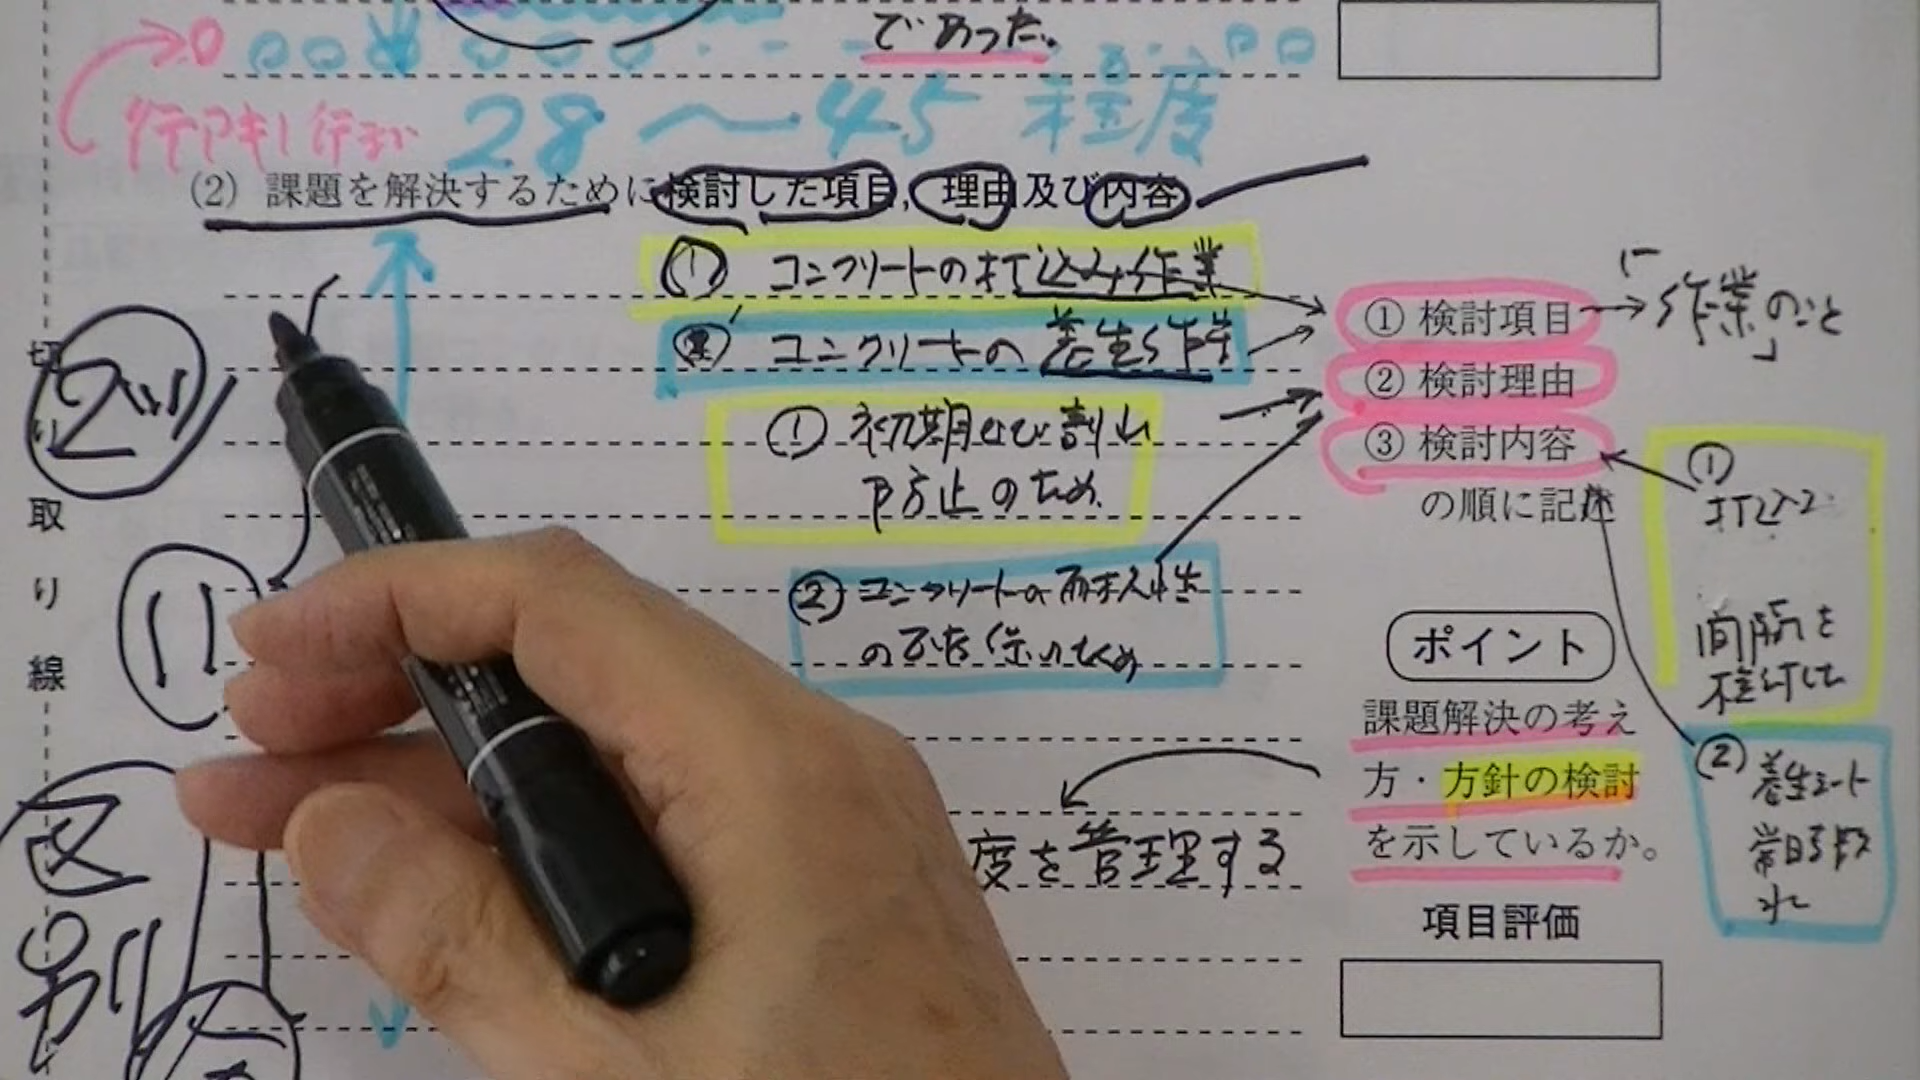 であった。
行アキ1行まで
28〜45 程度
(2) 課題を解決するために検討した項目,理由及び内容
① コンクリートの打込み作業
② コンクリートの養生作業
① 初期ひび割れ
防止のため
② コンクリートの耐久性
の確保のため
度を管理する
①検討項目
「作業のこと」
②検討理由
③検討内容
の順に記述
ポイント
課題解決の考え
方・方針の検討
を示しているか。
項目評価
①
打込み
間隔を
検討した
②
養生シート
切り取り線
11